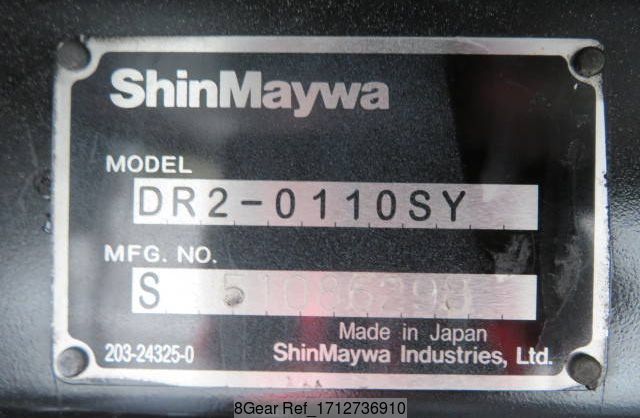 ShinMaywa
MODEL
DR2-0110SY
MFG. NO.
S
Made in Japan
203-24325-0 ShinMaywa Industries, Ltd.
8Gear Ref_1712736910